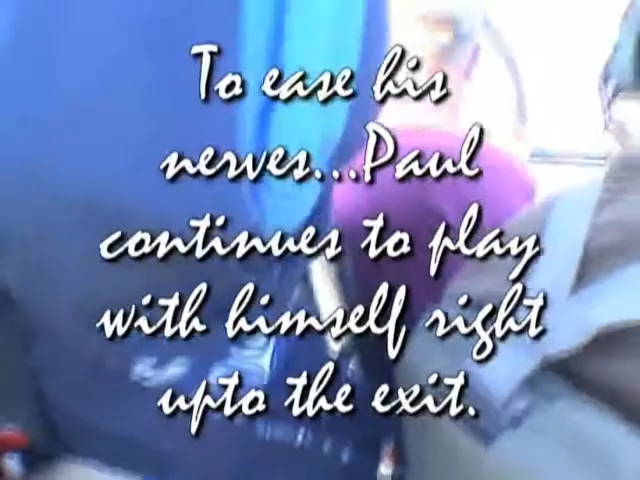 To ease his
nerves...Paul
continues to play
with himself right
upto the exit.